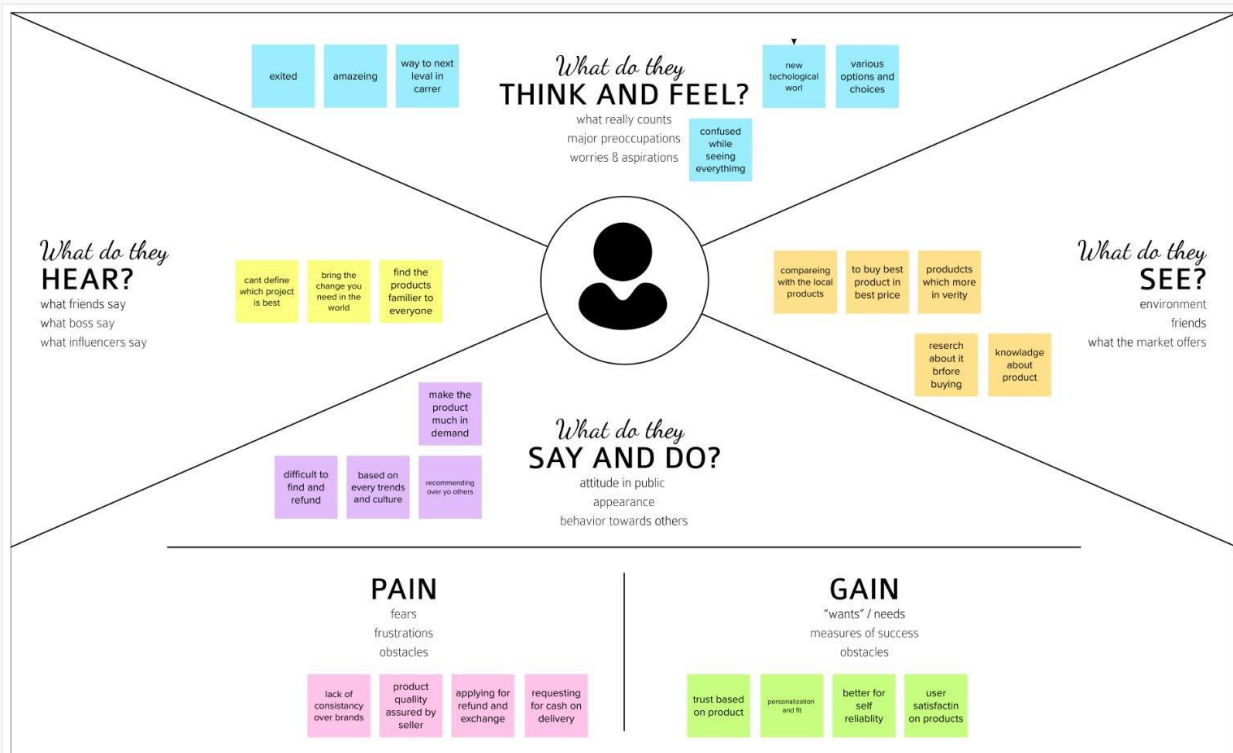 exited
amazeing
way to next
leval in
carrer
What do they
THINK AND FEEL?
what really counts
major preoccupations
worries & aspirations
new
techological
worl
various
options and
choices
confused
while
seeing
everythimg
What do they
HEAR?
what friends say
what boss say
what influencers say
cant define
which project
is best
bring the
change you
need in the
world
find the
products
familier to
everyone
compareing
with the local
products
to buy best
product in
best price
produdcts
which more
in verity
reserch
about it
brfore
buying
knowladge
about
product
What do they
SEE?
environment
friends
what the market offers
make the
product
much in
demand
difficult to
find and
refund
based on
every trends
and culture
recommending
over yo others
What do they
SAY AND DO?
attitude in public
appearance
behavior towards others
PAIN
fears
frustrations
obstacles
lack of
consistancy
over brands
product
quallity
assured by
seller
applying for
refund and
exchange
requesting
for cash on
delivery
GAIN
"wants" / needs
measures of success
obstacles
trust based
on product
personalization
and fit
better for
self
reliablity
user
satisfactin
on products